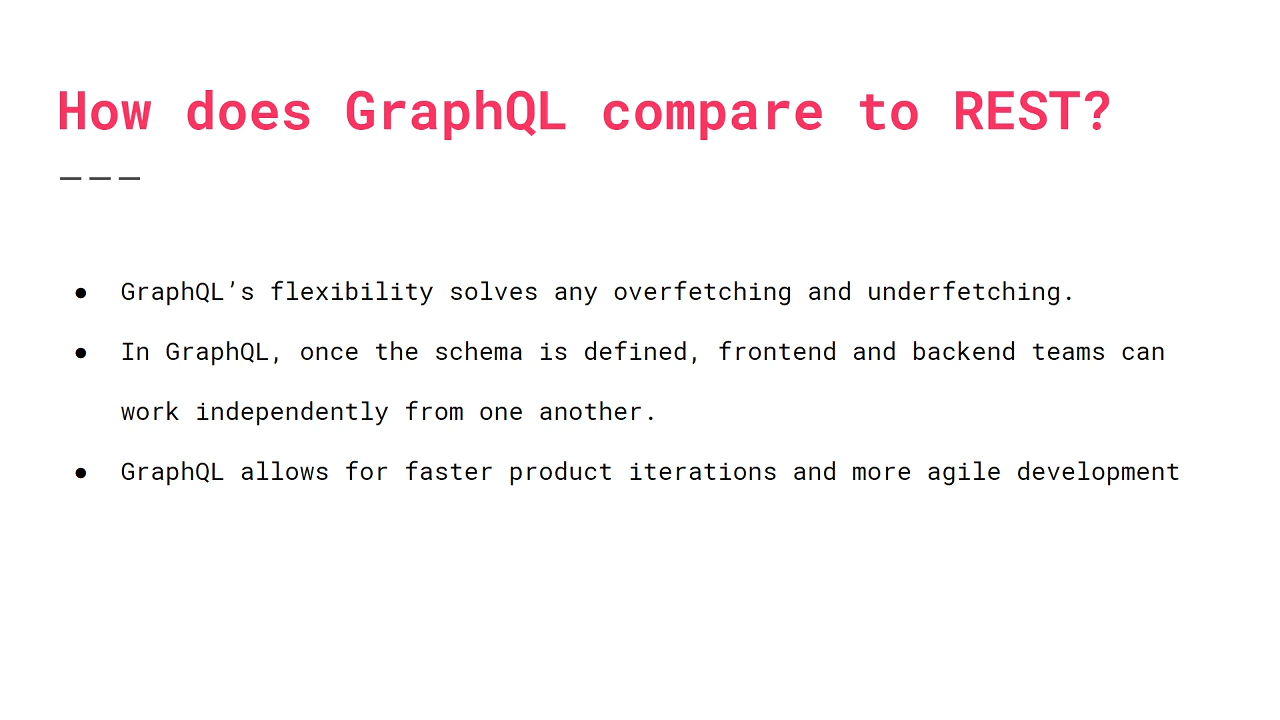 How does GraphQL compare to REST?
● GraphQL’s flexibility solves any overfetching and underfetching.
● In GraphQL, once the schema is defined, frontend and backend teams can
work independently from one another.
● GraphQL allows for faster product iterations and more agile development